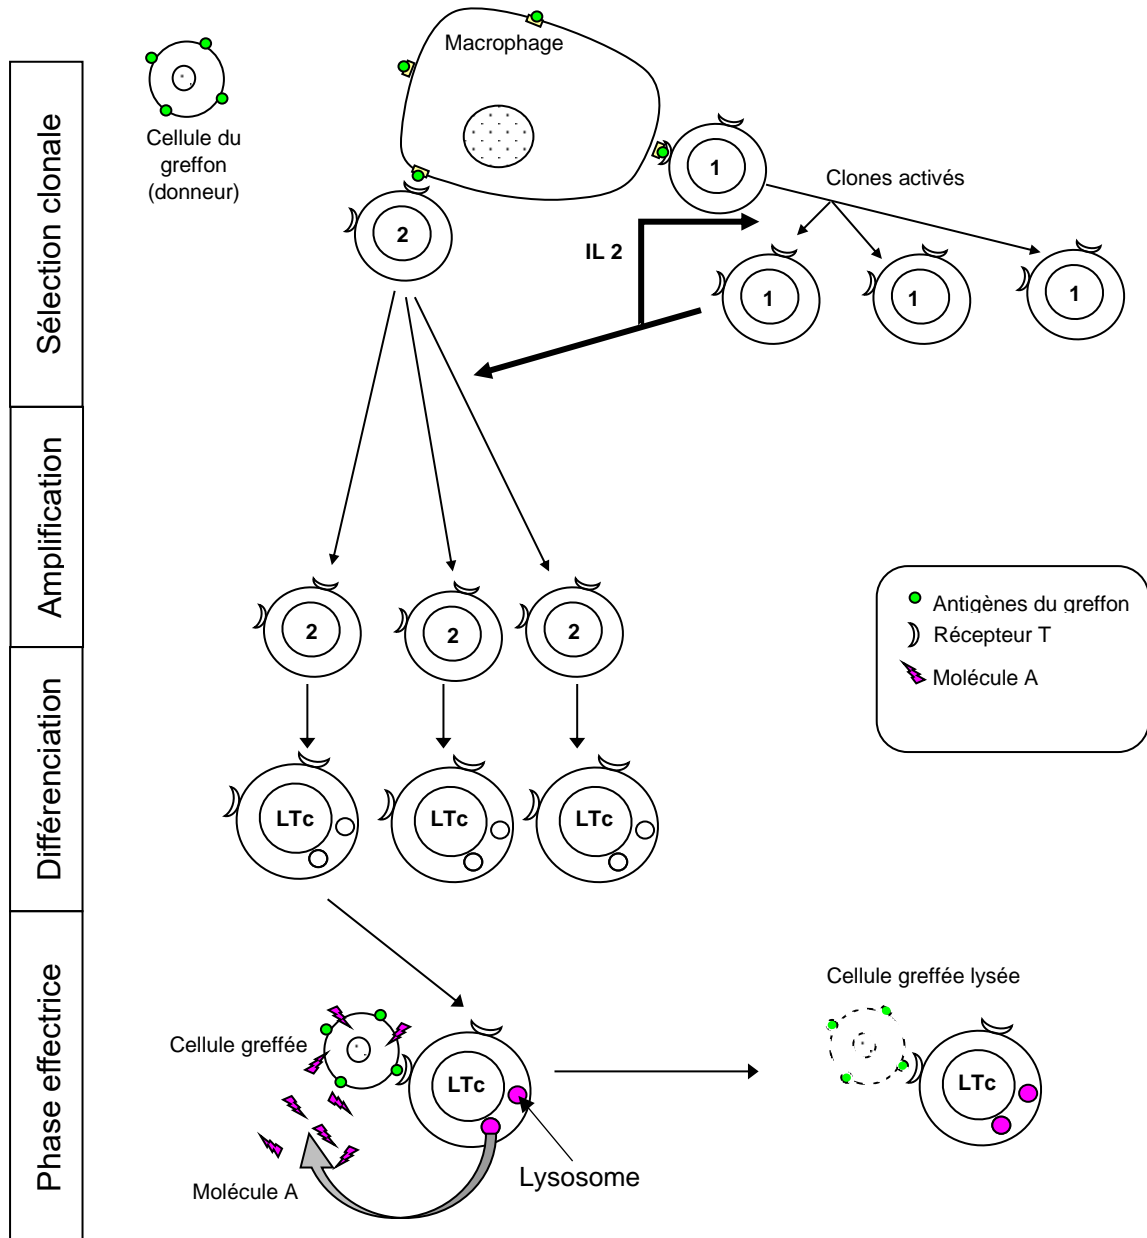 Macrophage
Cellule du
greffon
(donneur)
Sélection clonale
1
Clones activés
2
IL 2
1
1
1
Amplification
2
2
2
Antigènes du greffon
Récepteur T
Molécule A
Différenciation
LTc
LTc
LTc
Phase effectrice
Cellule greffée lysée
Cellule greffée
LTc
LTc
Lysosome
Molécule A